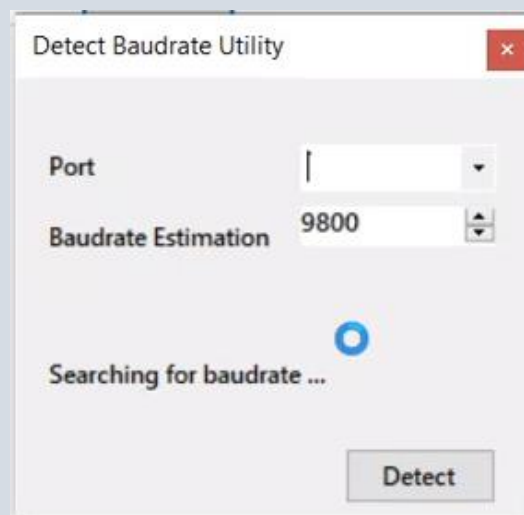 Detect Baudrate Utility
Port
Baudrate Estimation 9800
Searching for baudrate ...
Detect